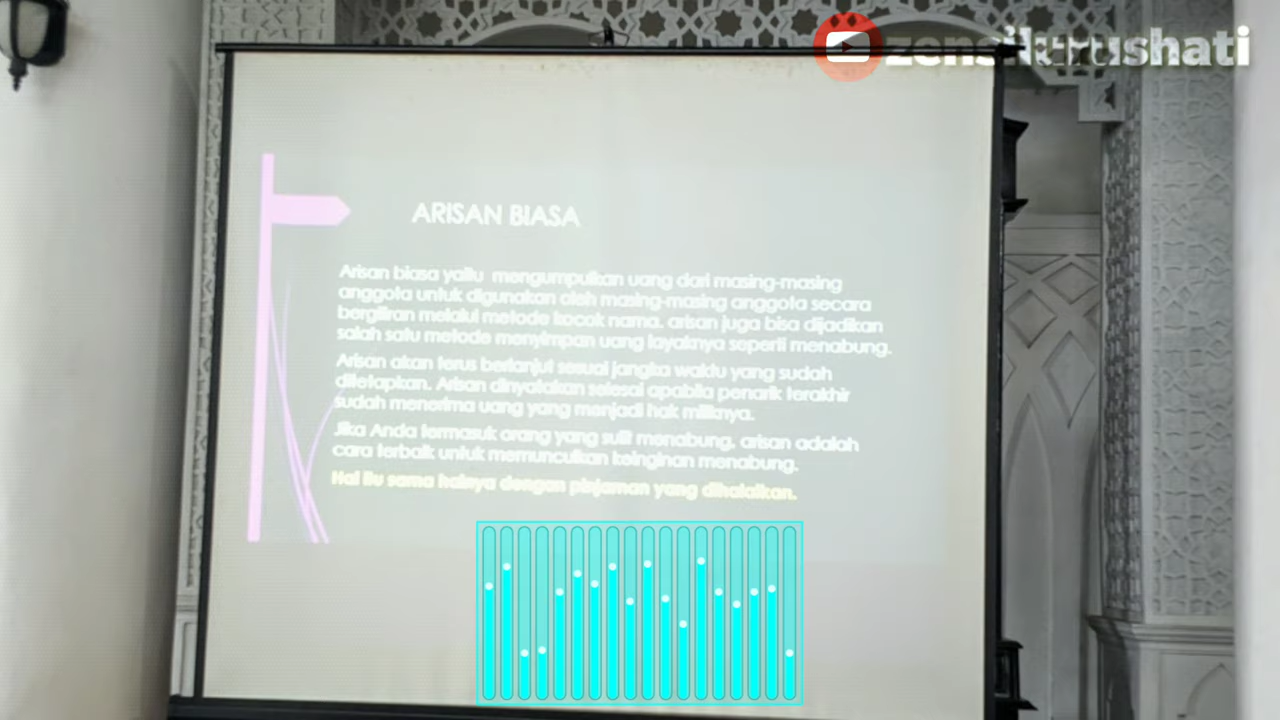 zensikurushati
ARISAN BIASA
Arisan biasa yaitu mengumpulkan uang dari masing-masing
anggota untuk digunakan oleh masing-masing anggota secara
bergiliran melalui metode kocok nama. arisan juga bisa dijadikan
salah satu metode menyimpan uang layaknya seperti menabung.
Arisan akan terus berlanjut sesuai jangka waktu yang sudah
ditetapkan. Arisan dinyatakan selesai apabila penarik terakhir
sudah menerima uang yang menjadi hak miliknya.
Jika Anda termasuk orang yang sulit menabung, arisan adalah
cara terbaik untuk memunculkan keinginan menabung.
Hal itu sama halnya dengan pinjaman yang dihalalkan.